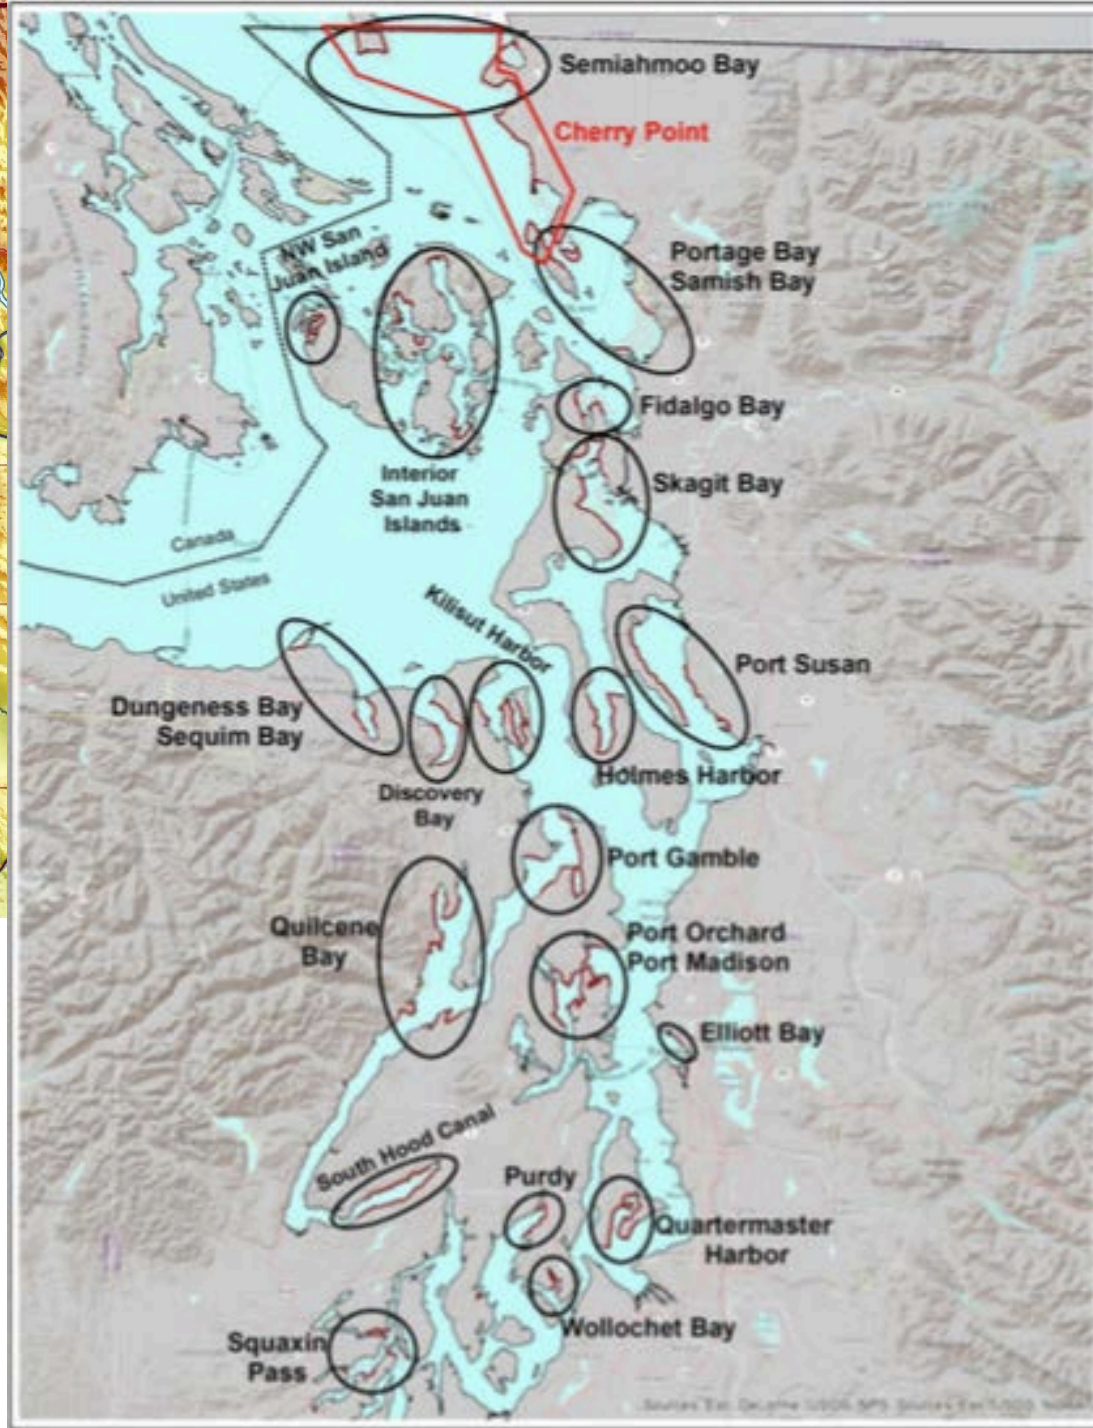 Semiahmoo Bay
Cherry Point
NW San
Juan Island
Portage Bay
Samish Bay
Fidalgo Bay
Interior
San Juan
Islands
Skagit Bay
Canada
United States
Kilisut Harbor
Port Susan
Dungeness Bay
Sequim Bay
Discovery
Bay
Holmes Harbor
Port Gamble
Quilcene
Bay
Port Orchard
Port Madison
Elliott Bay
South Hood Canal
Purdy
Quartermaster
Harbor
Wollochet Bay
Squaxin
Pass